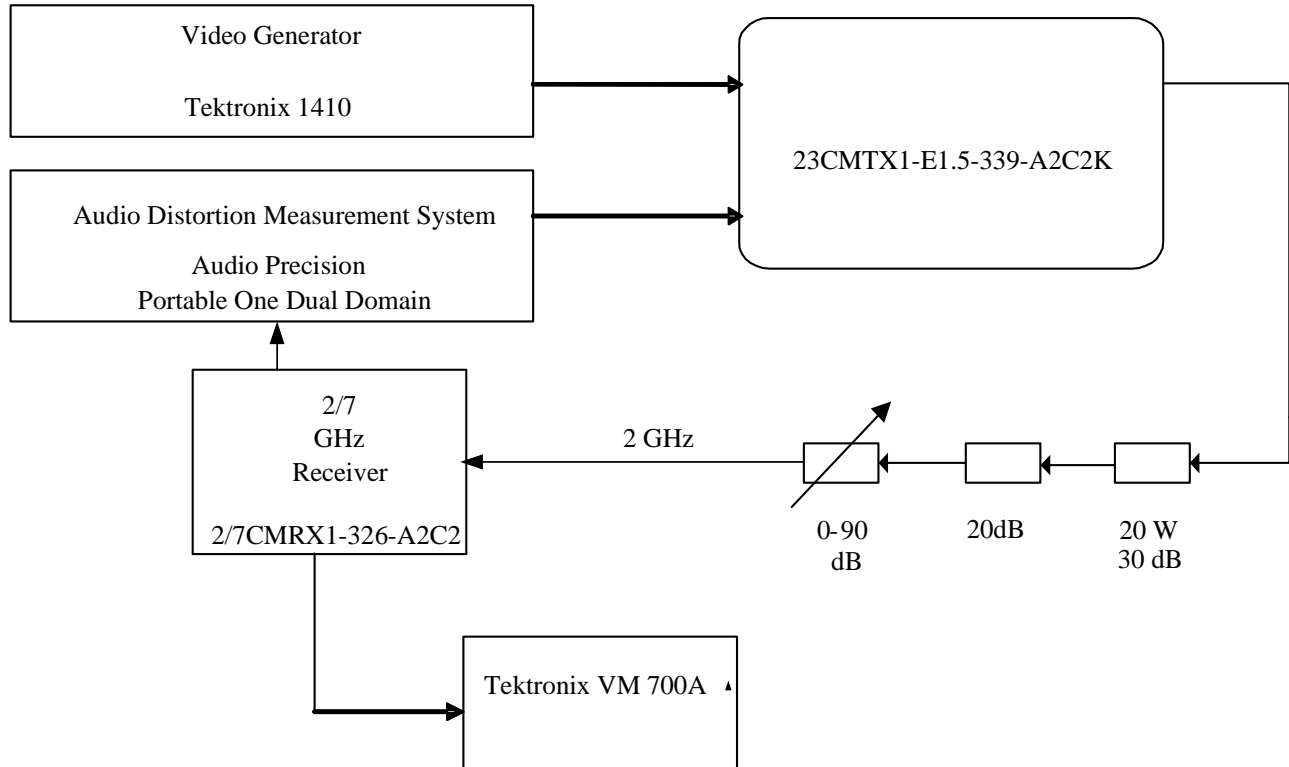 Video Generator
Tektronix 1410
23CMTX1-E1.5-339-A2C2K
Audio Distortion Measurement System
Audio Precision
Portable One Dual Domain
2/7
GHz
Receiver
2/7CMRX1-326-A2C2
2 GHz
0-90
dB
20dB
20 W
30 dB
Tektronix VM 700A